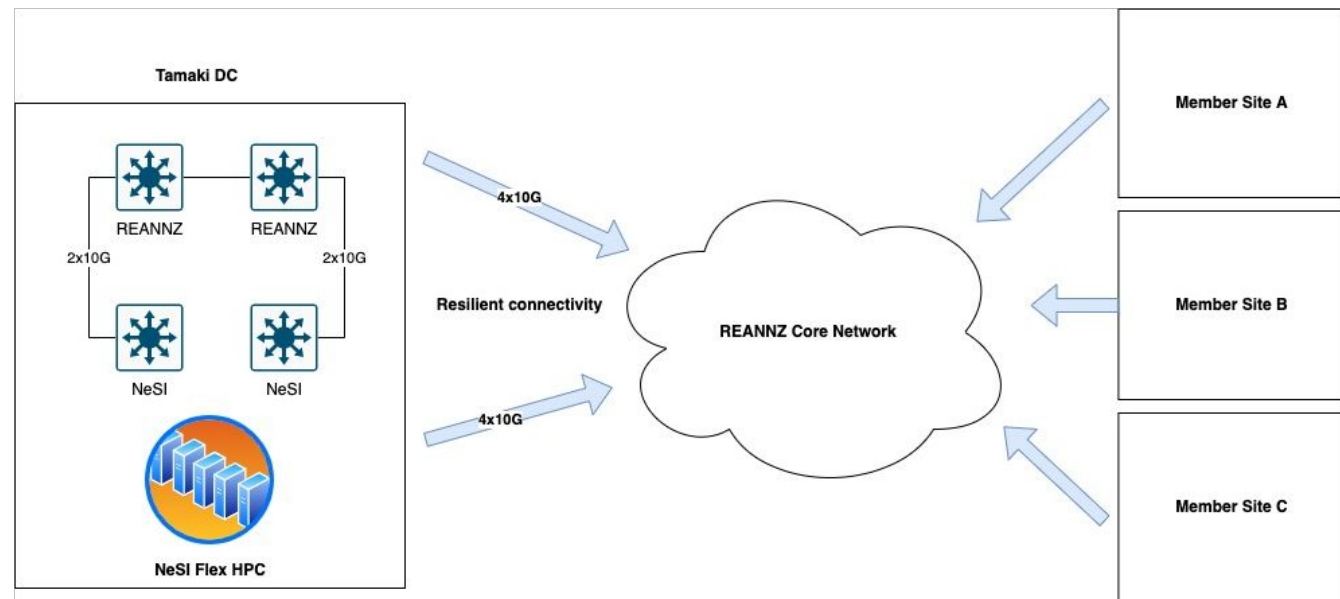 Tamaki DC
REANNZ
REANNZ
2x10G
2x10G
NeSI
NeSI
NeSI Flex HPC
4x10G
Resilient connectivity
4x10G
REANNZ Core Network
Member Site A
Member Site B
Member Site C